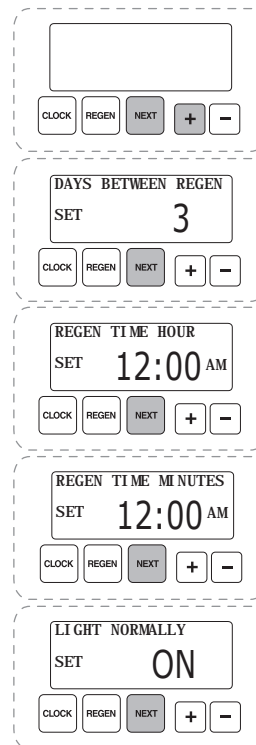 CLOCK REGEN NEXT + −
DAYS BETWEEN REGEN
SET 3
CLOCK REGEN NEXT + −
REGEN TIME HOUR
SET 12:00 AM
CLOCK REGEN NEXT + −
REGEN TIME MINUTES
SET 12:00 AM
CLOCK REGEN NEXT + −
LIGHT NORMALLY
SET ON
CLOCK REGEN NEXT + −